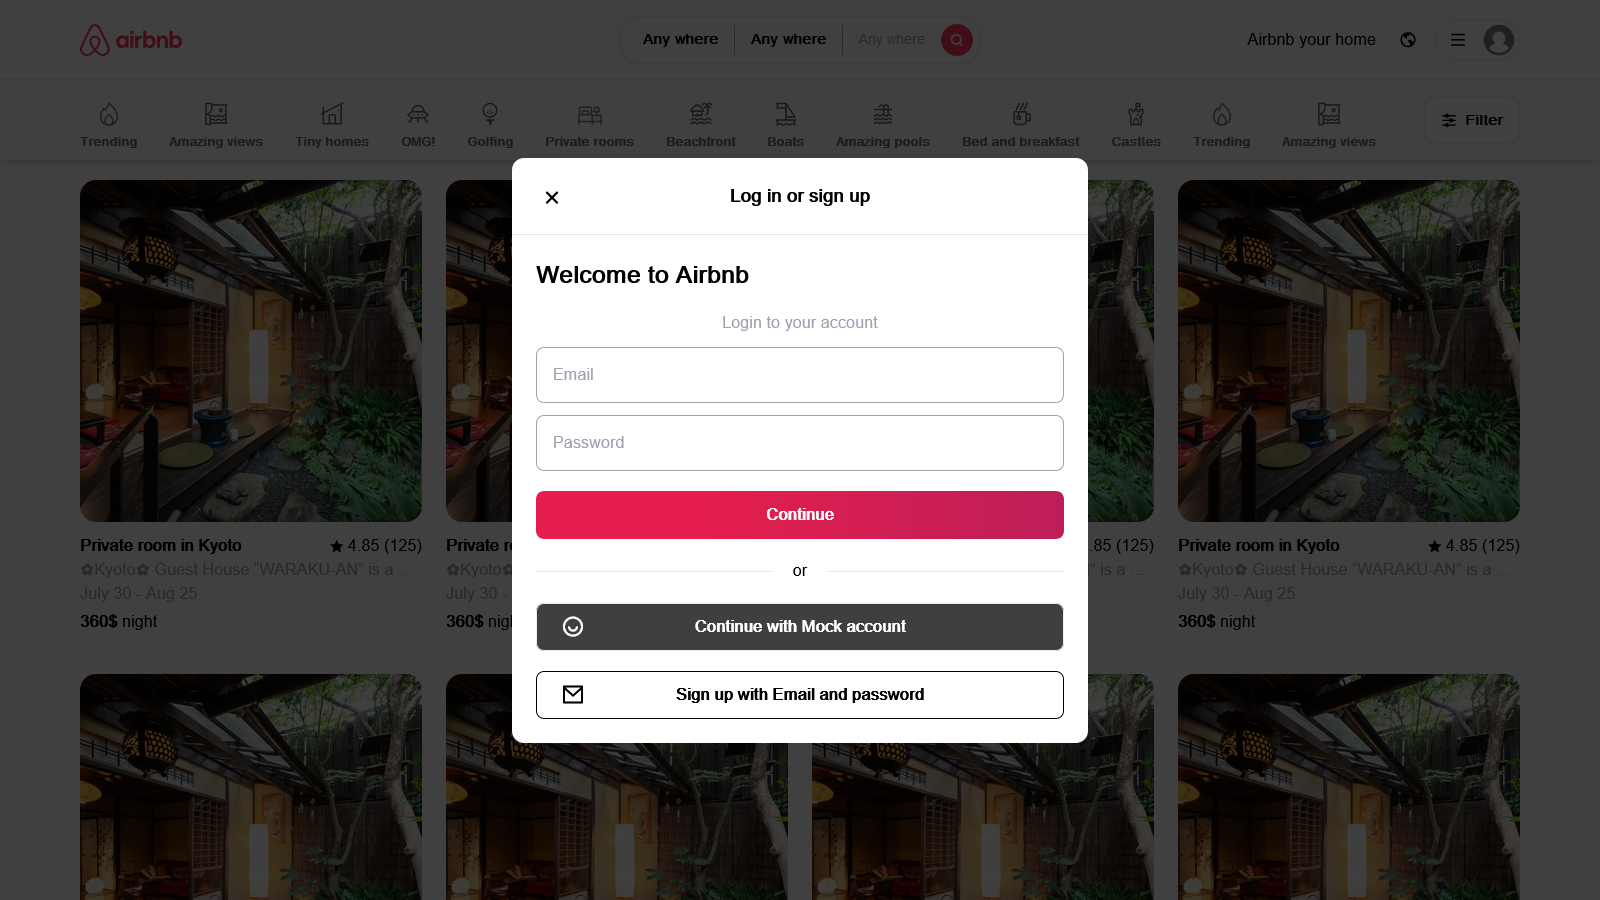 airbnb
Any where
Any where
Any where
Airbnb your home
Trending
Amazing views
Tiny homes
OMG!
Golfing
Private rooms
Beachfront
Boats
Amazing pools
Bed and breakfast
Castles
Trending
Amazing views
Filter
Log in or sign up
Welcome to Airbnb
Login to your account
Email
Password
Continue
or
Continue with Mock account
Sign up with Email and password
Private room in Kyoto
4.85 (125)
✿Kyoto✿ Guest House "WARAKU-AN" is a ...
July 30 - Aug 25
360$ night
Private
✿Kyoto✿
July 30 -
360$
.85 (125)
is a ...
Private room in Kyoto
4.85 (125)
✿Kyoto✿ Guest House "WARAKU-AN" is a ...
July 30 - Aug 25
360$ night